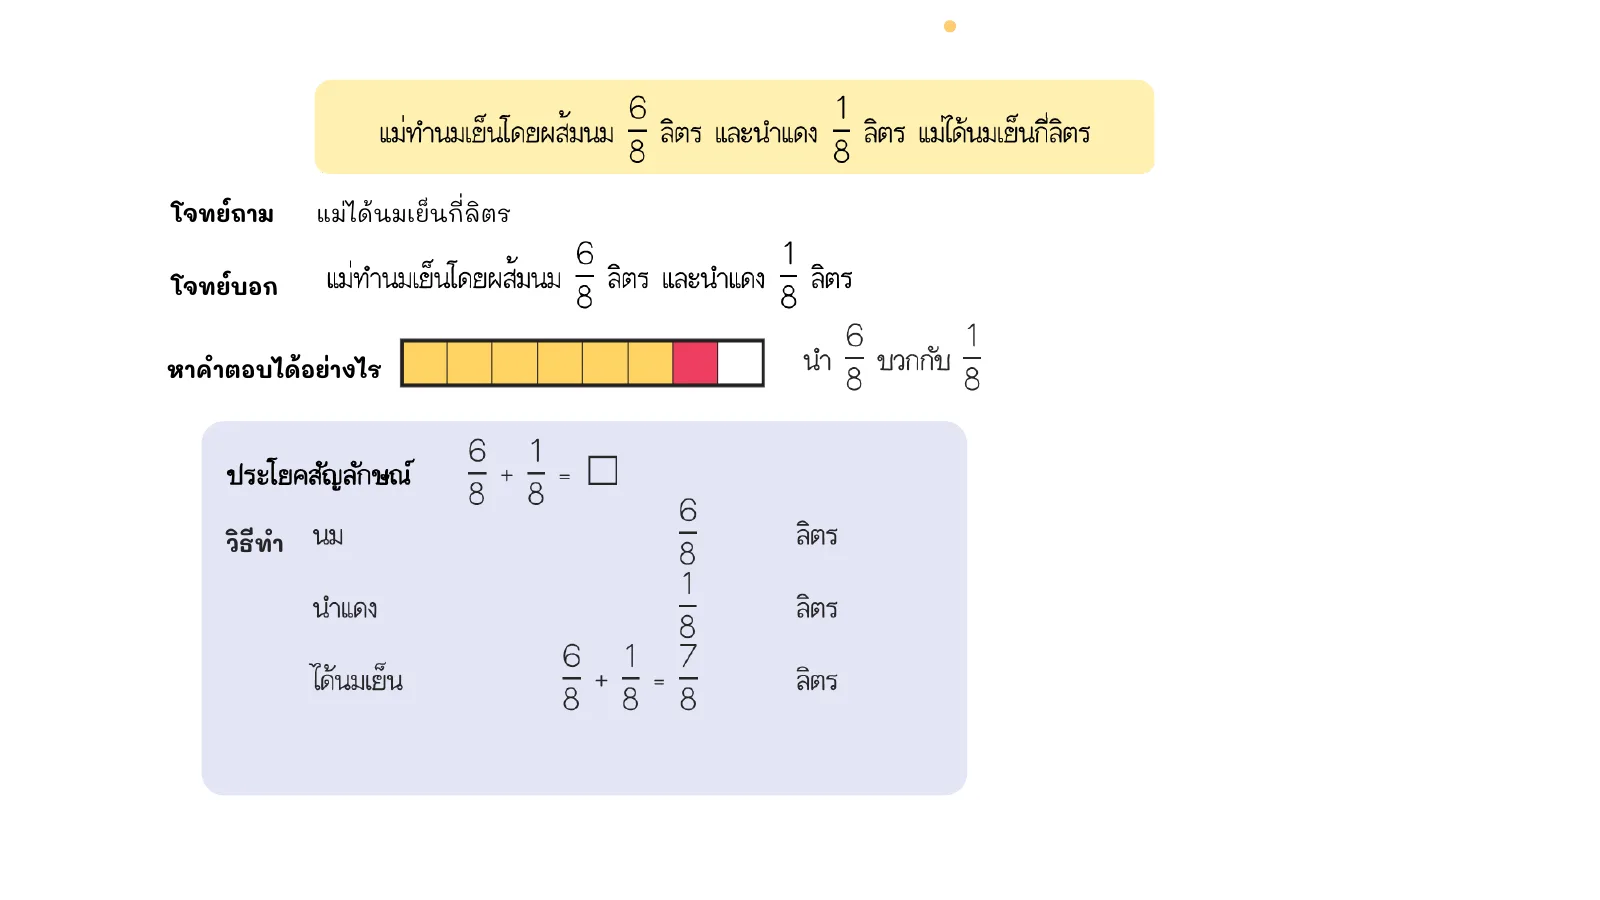 แม่ทำนมเย็นโดยผส้มนม 6/8 ลิตร และนำแดง 1/8 ลิตร แม่ได้นมเย็นกี่ลิตร
โจทย์ถาม แม่ได้นมเย็นกี่ลิตร
โจทย์บอก แม่ทำนมเย็นโดยผส้มนม 6/8 ลิตร และนำแดง 1/8 ลิตร
หาคำตอบได้อย่างไร นำ 6/8 บวกกับ 1/8
ประโยคสัญลักษณ์ 6/8 + 1/8 = □
วิธีทำ นม 6/8 ลิตร
นำแดง 1/8 ลิตร
ได้นมเย็น 6/8 + 1/8 = 7/8 ลิตร